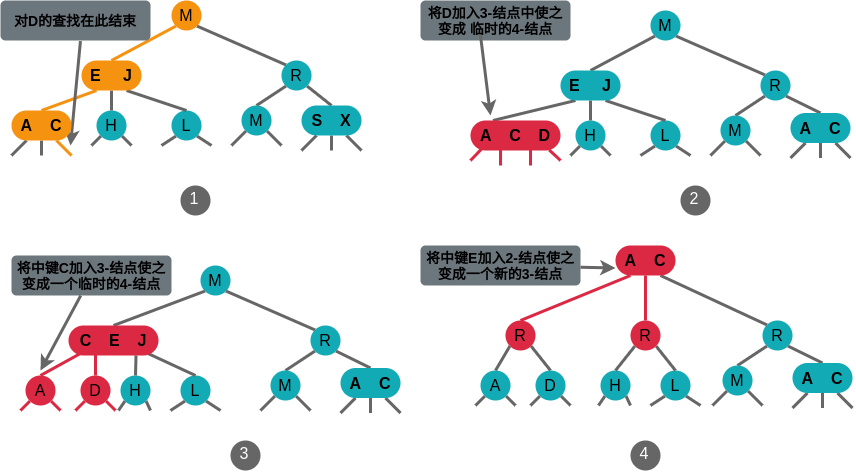 对D的查找在此结束
M
E J
R
A C
H
L
M
S X
1
将D加入3-结点中使之
变成 临时的4-结点
M
E J
R
A C D
H
L
M
A C
2
将中键C加入3-结点使之
变成一个临时的4-结点
M
C E J
R
A
D
H
L
M
A C
3
将中键E加入2-结点使之
变成一个新的3-结点
A C
R
R
R
A
D
H
L
M
A C
4